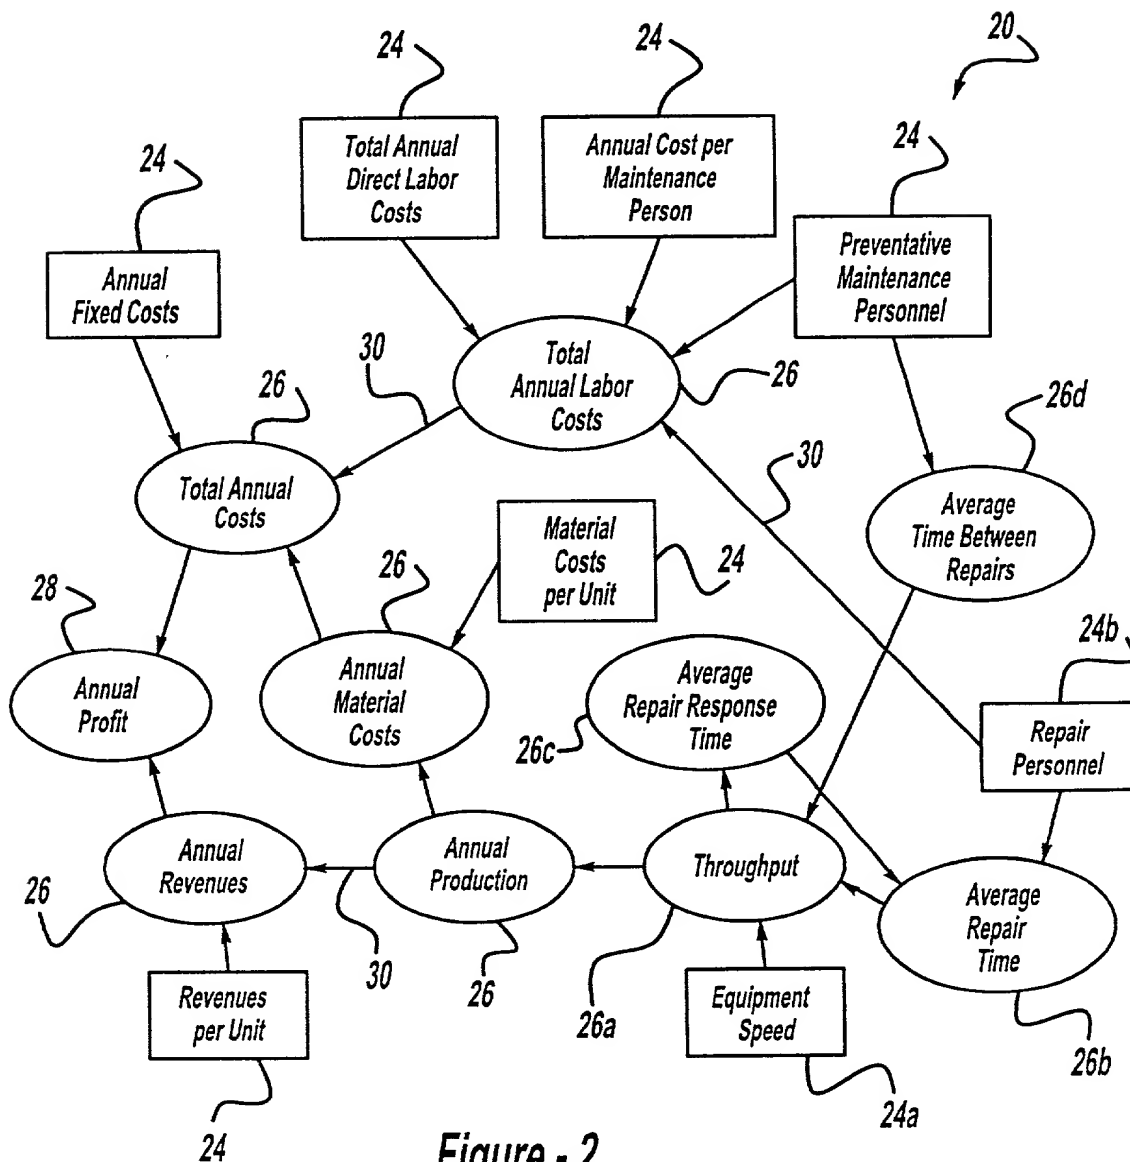 20
24
24
24
24
Total Annual
Direct Labor
Costs
Annual Cost per
Maintenance
Person
Preventative
Maintenance
Personnel
Annual
Fixed Costs
30
26
Total
Annual Labor
Costs
26
26d
30
Total Annual
Costs
Average
Time Between
Repairs
Material
Costs
per Unit
24
26
28
24b
Annual
Profit
Annual
Material
Costs
Average
Repair Response
Time
26c
Repair
Personnel
Annual
Revenues
Annual
Production
Throughput
Average
Repair
Time
26
30
26
26a
Revenues
per Unit
Equipment
Speed
26b
24
24a
Figure - 2